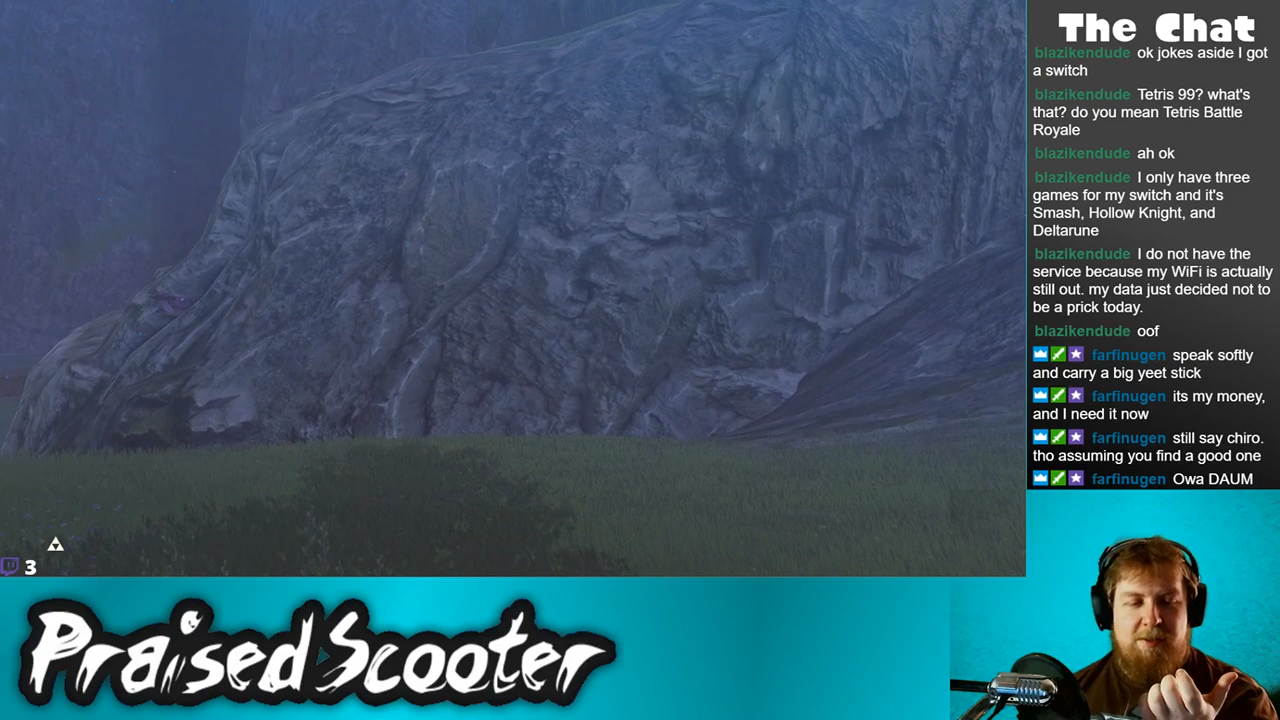 The Chat
blazikendude ok jokes aside I got
a switch
blazikendude Tetris 99? what's
that? do you mean Tetris Battle
Royale
blazikendude ah ok
blazikendude I only have three
games for my switch and it's
Smash, Hollow Knight, and
Deltarune
blazikendude I do not have the
service because my WiFi is actually
still out. my data just decided not to
be a prick today.
blazikendude oof
farfinugen speak softly
and carry a big yeet stick
farfinugen its my money,
and I need it now
farfinugen still say chiro.
tho assuming you find a good one
farfinugen Owa DAUM
3
PraisedScooter